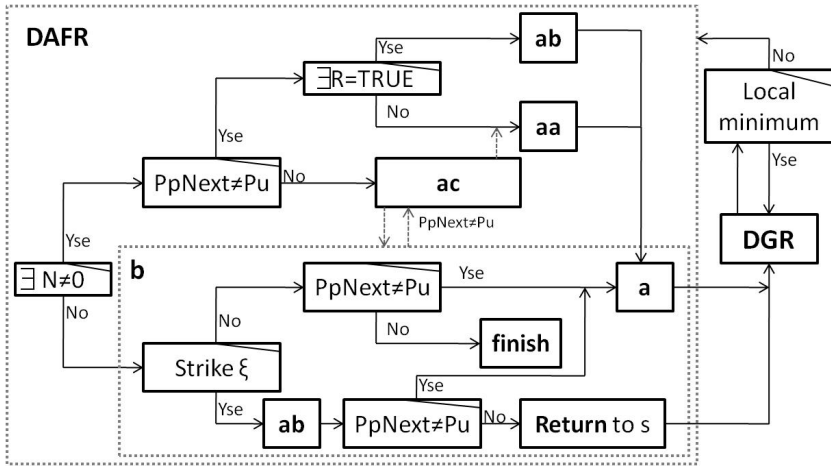 DAFR
Yse
ab
∃R=TRUE
No
aa
Yse
PpNext≠Pu
No
ac
PpNext≠Pu
Yse
∃ N≠0
No
b
PpNext≠Pu
Yse
a
No
finish
No
Strike ξ
Yse
ab
PpNext≠Pu
Yse
No
Return to s
No
Local
minimum
Yse
DGR